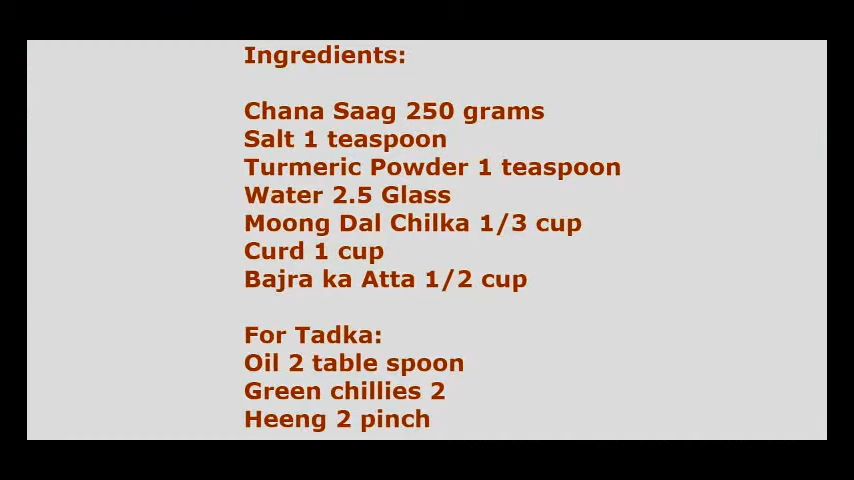 Ingredients:
Chana Saag 250 grams
Salt 1 teaspoon
Turmeric Powder 1 teaspoon
Water 2.5 Glass
Moong Dal Chilka 1/3 cup
Curd 1 cup
Bajra ka Atta 1/2 cup
For Tadka:
Oil 2 table spoon
Green chillies 2
Heeng 2 pinch